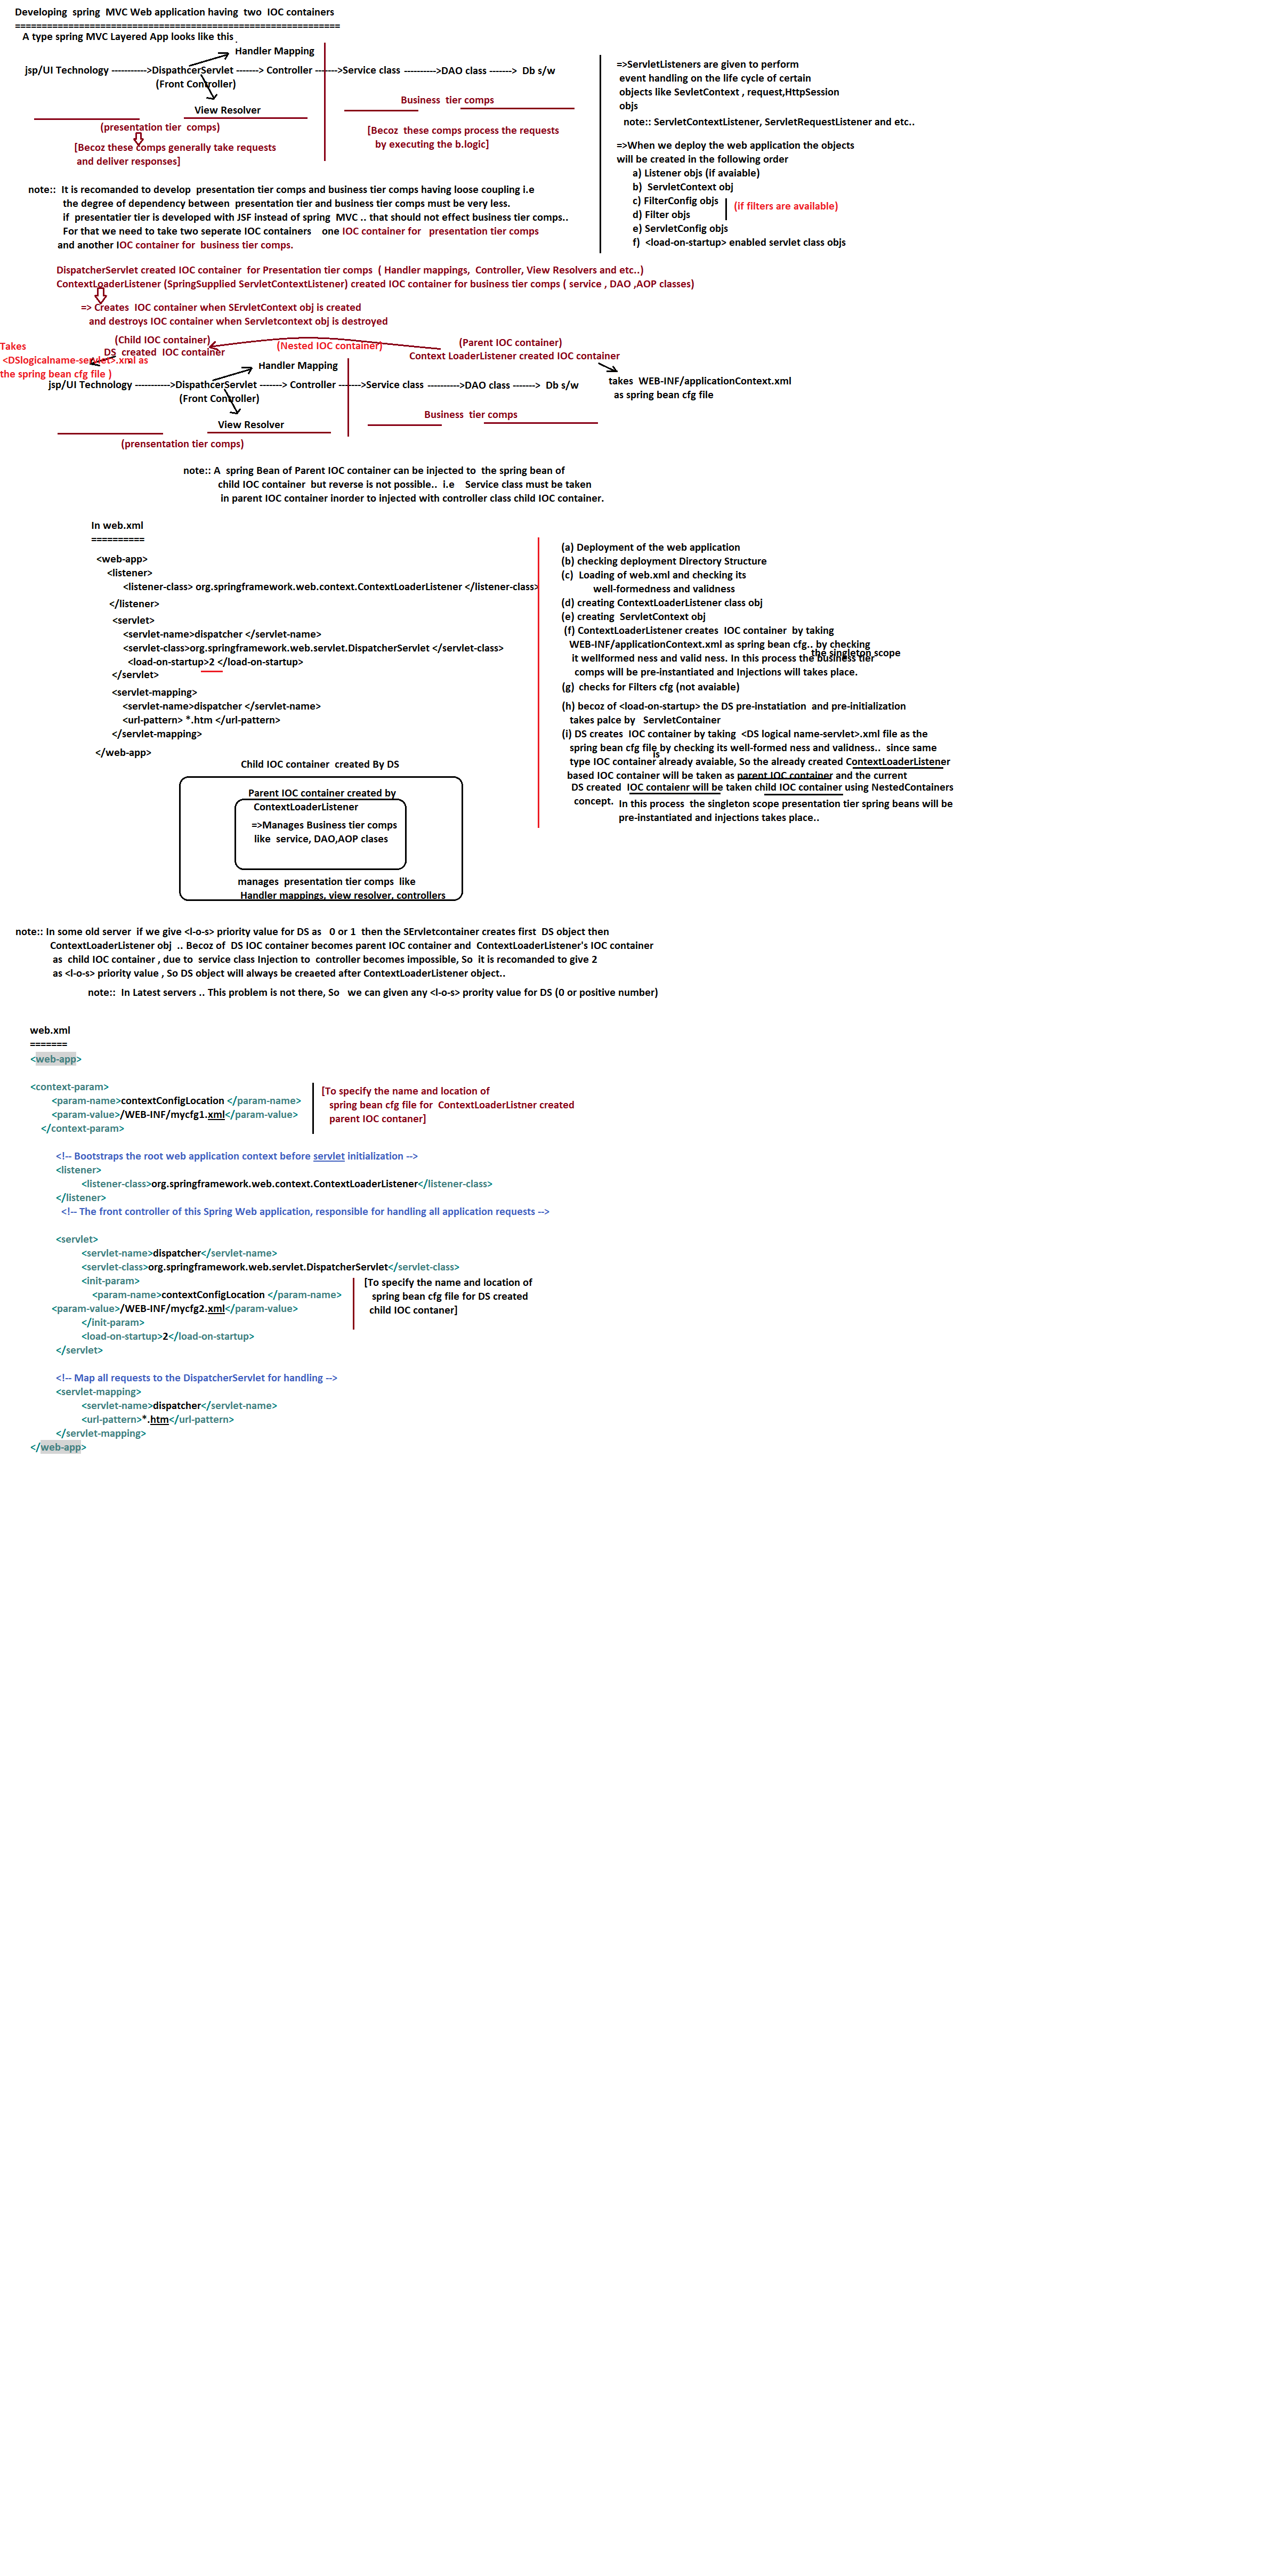 Developing  spring  MVC Web application having  two  IOC containers
=============================================================
A type spring MVC Layered App looks like this .
Handler Mapping
jsp/UI Technology ----------->DispathcerServlet -------> Controller ------->Service class ---------->DAO class -------> Db s/w
(Front Controller)
View Resolver
Business  tier comps
(presentation tier  comps)
[Becoz these comps generally take requests
and deliver responses]
[Becoz  these comps process the requests
by executing the b.logic]
=>ServletListeners are given to perform
event handling on the life cycle of certain
objects like SevletContext , request,HttpSession
objs
note:: ServletContextListener, ServletRequestListener and etc..
=>When we deploy the web application the objects
will be created in the following order
a) Listener objs (if avaiable)
b)  ServletContext obj
c) FilterConfig objs
(if filters are available)
d) Filter objs
e) ServletConfig objs
f)  <load-on-startup> enabled servlet class objs
note::  It is recomanded to develop  presentation tier comps and business tier comps having loose coupling i.e
the degree of dependency between  presentation tier and business tier comps must be very less.
if  presentatier tier is developed with JSF instead of spring  MVC .. that should not effect business tier comps..
For that we need to take two seperate IOC containers    one IOC container for   presentation tier comps
and another IOC container for  business tier comps.
DispatcherServlet created IOC container  for Presentation tier comps  ( Handler mappings,  Controller, View Resolvers and etc..)
ContextLoaderListener (SpringSupplied ServletContextListener) created IOC container for business tier comps ( service , DAO ,AOP classes)
=> Creates  IOC container when SErvletContext obj is created
and destroys IOC container when Servletcontext obj is destroyed
(Child IOC container)
DS  created  IOC container
(Nested IOC container)
(Parent IOC container)
Context LoaderListener created IOC container
Takes
<DSlogicalname-servlet>.xml as
the spring bean cfg file )
Handler Mapping
jsp/UI Technology ----------->DispathcerServlet -------> Controller ------->Service class ---------->DAO class -------> Db s/w
takes  WEB-INF/applicationContext.xml
as spring bean cfg file
(Front Controller)
View Resolver
Business  tier comps
(prensentation tier comps)
note:: A  spring Bean of Parent IOC container can be injected to  the spring bean of
child IOC container  but reverse is not possible..  i.e    Service class must be taken
in parent IOC container inorder to injected with controller class child IOC container.
In web.xml
==========
<web-app>
<listener>
<listener-class> org.springframework.web.context.ContextLoaderListener </listener-class>
</listener>
<servlet>
<servlet-name>dispatcher </servlet-name>
<servlet-class>org.springframework.web.servlet.DispatcherServlet </servlet-class>
<load-on-startup>2 </load-on-startup>
</servlet>
<servlet-mapping>
<servlet-name>dispatcher </servlet-name>
<url-pattern> *.htm </url-pattern>
</servlet-mapping>
</web-app>
(a) Deployment of the web application
(b) checking deployment Directory Structure
(c)  Loading of web.xml and checking its
well-formedness and validness
(d) creating ContextLoaderListener class obj
(e) creating  ServletContext obj
(f) ContextLoaderListener creates  IOC container  by taking
WEB-INF/applicationContext.xml as spring bean cfg.. by checking
the singleton scope
it wellformed ness and valid ness. In this process the business tier
comps will be pre-instantiated and Injections will takes place.
(g)  checks for Filters cfg (not avaiable)
(h) becoz of <load-on-startup> the DS pre-instatiation  and pre-initialization
takes palce by   ServletContainer
(i) DS creates  IOC container by taking  <DS logical name-servlet>.xml file as the
spring bean cfg file by checking its well-formed ness and validness..  since same
is
type IOC container already avaiable, So the already created ContextLoaderListener
based IOC container will be taken as parent IOC container and the current
DS created  IOC contaienr will be taken child IOC container using NestedContainers
concept.
In this process  the singleton scope presentation tier spring beans will be
pre-instantiated and injections takes place..
Child IOC container  created By DS
Parent IOC container created by
ContextLoaderListener
=>Manages Business tier comps
like  service, DAO,AOP clases
manages  presentation tier comps  like
Handler mappings, view resolver, controllers
note:: In some old server  if we give <l-o-s> priority value for DS as   0 or 1  then the SErvletcontainer creates first  DS object then
ContextLoaderListener obj  .. Becoz of  DS IOC container becomes parent IOC container and  ContextLoaderListener's IOC container
as  child IOC container , due to  service class Injection to  controller becomes impossible, So  it is recomanded to give 2
as <l-o-s> priority value , So DS object will always be creaeted after ContextLoaderListener object..
note::  In Latest servers .. This problem is not there, So   we can given any <l-o-s> prority value for DS (0 or positive number)
web.xml
=======
<web-app>
<context-param>
<param-name>contextConfigLocation </param-name>
<param-value>/WEB-INF/mycfg1.xml</param-value>
</context-param>
[To specify the name and location of
spring bean cfg file for  ContextLoaderListner created
parent IOC contaner]
<!-- Bootstraps the root web application context before servlet initialization -->
<listener>
<listener-class>org.springframework.web.context.ContextLoaderListener</listener-class>
</listener>
<!-- The front controller of this Spring Web application, responsible for handling all application requests -->
<servlet>
<servlet-name>dispatcher</servlet-name>
<servlet-class>org.springframework.web.servlet.DispatcherServlet</servlet-class>
<init-param>
<param-name>contextConfigLocation </param-name>
<param-value>/WEB-INF/mycfg2.xml</param-value>
</init-param>
[To specify the name and location of
spring bean cfg file for DS created
child IOC contaner]
<load-on-startup>2</load-on-startup>
</servlet>
<!-- Map all requests to the DispatcherServlet for handling -->
<servlet-mapping>
<servlet-name>dispatcher</servlet-name>
<url-pattern>*.htm</url-pattern>
</servlet-mapping>
</web-app>